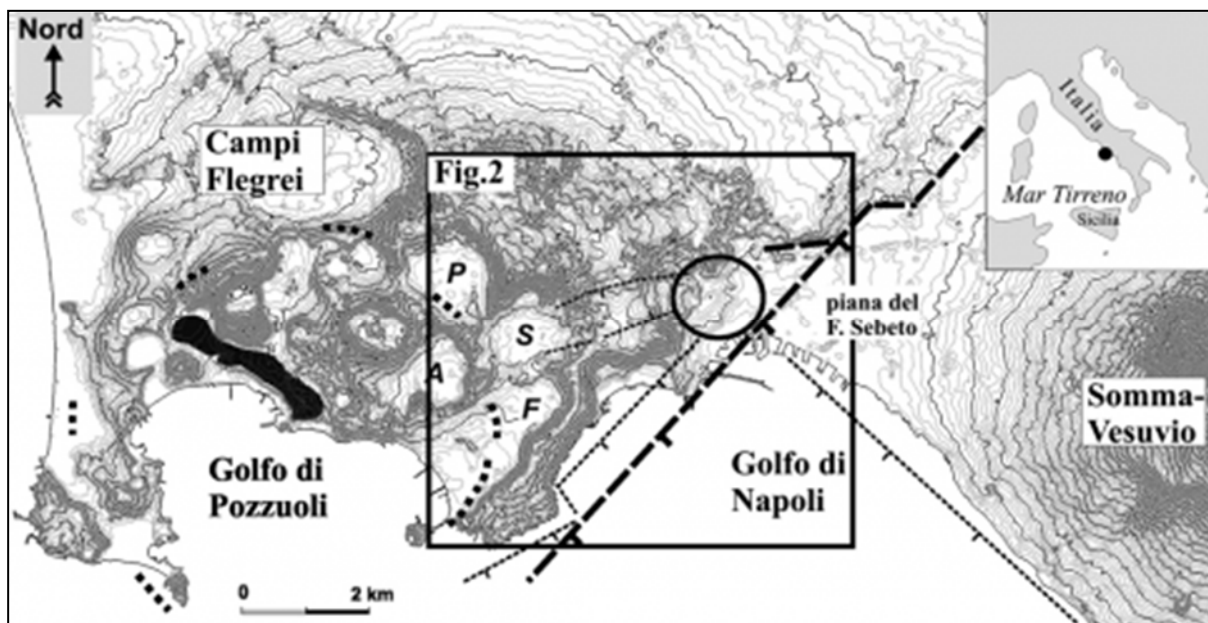 Nord
Campi
Flegrei
Fig.2
P
S
A
F
Golfo di
Pozzuoli
0 2 km
Golfo di
Napoli
piana del
F. Sebeto
Somma-
Vesuvio
Italia
Mar Tirreno
Sicilia